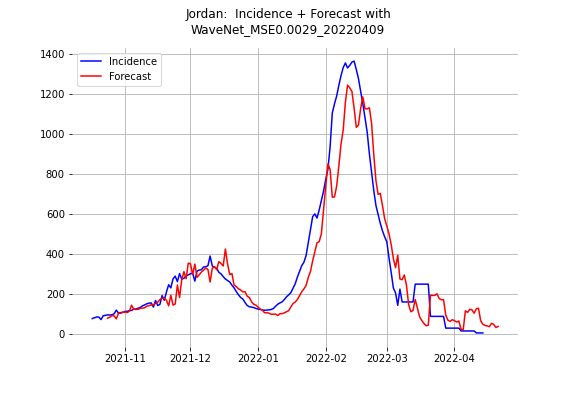 Jordan:  Incidence + Forecast with
WaveNet_MSE0.0029_20220409
Incidence
Forecast
1400
1200
1000
800
600
400
200
0
2021-11 2021-12 2022-01 2022-02 2022-03 2022-04